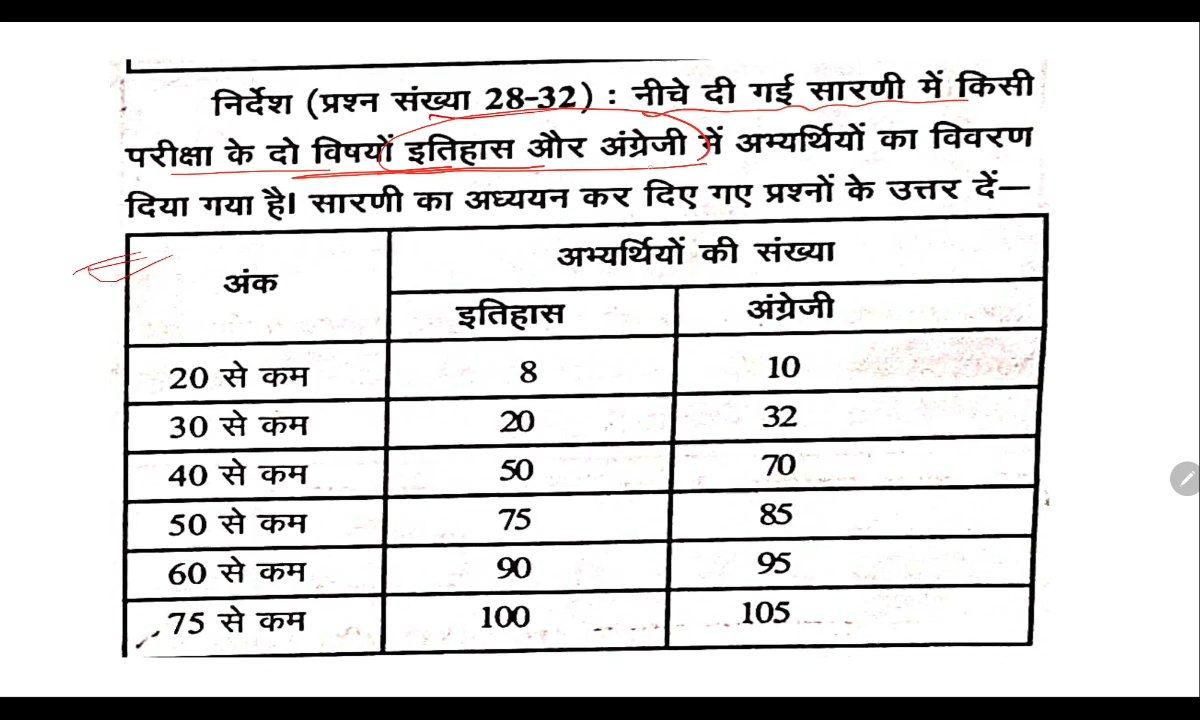 निर्देश (प्रश्न संख्या 28-32) : नीचे दी गई सारणी में किसी
परीक्षा के दो विषयों इतिहास और अंग्रेजी में अभ्यर्थियों का विवरण
दिया गया है। सारणी का अध्ययन कर दिए गए प्रश्नों के उत्तर दें—
अंक अभ्यर्थियों की संख्या
इतिहास अंग्रेजी
20 से कम 8 10
30 से कम 20 32
40 से कम 50 70
50 से कम 75 85
60 से कम 90 95
75 से कम 100 105